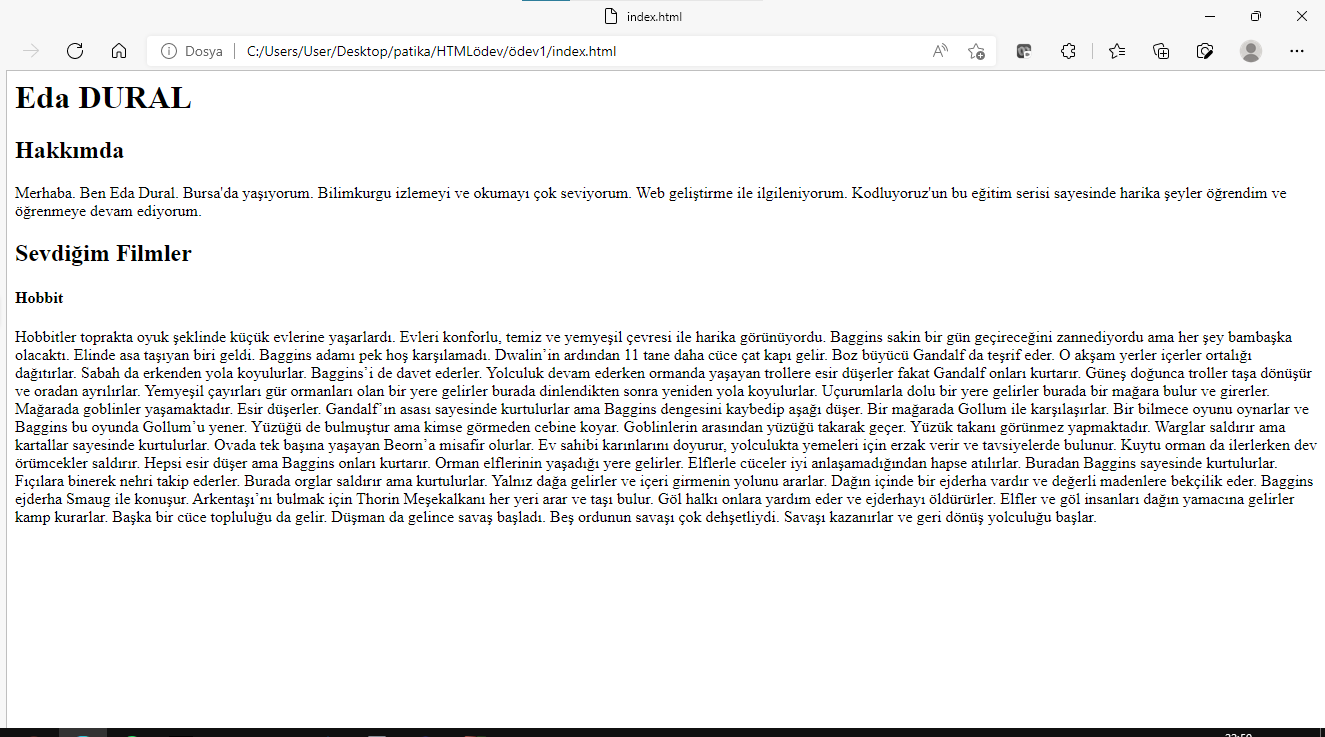 index.html
Dosya
C:/Users/User/Desktop/patika/HTMLödev/ödev1/index.html
Eda DURAL
Hakkımda
Merhaba. Ben Eda Dural. Bursa'da yaşıyorum. Bilimkurgu izlemeyi ve okumayı çok seviyorum. Web geliştirme ile ilgileniyorum. Kodluyoruz'un bu eğitim serisi sayesinde harika şeyler öğrendim ve
öğrenmeye devam ediyorum.
Sevdiğim Filmler
Hobbit
Hobbitler toprakta oyuk şeklinde küçük evlerine yaşarlardı. Evleri konforlu, temiz ve yemyeşil çevresi ile harika görünüyordu. Baggins sakin bir gün geçireceğini zannediyordu ama her şey bambaşka
olacaktı. Elinde asa taşıyan biri geldi. Baggins adamı pek hoş karşılamadı. Dwalin’in ardından 11 tane daha cüce çat kapı gelir. Boz büyücü Gandalf da teşrif eder. O akşam yerler içerler ortalığı
dağıtırlar. Sabah da erkenden yola koyulurlar. Baggins’i de davet ederler. Yolculuk devam ederken ormanda yaşayan trollere esir düşerler fakat Gandalf onları kurtarır. Güneş doğunca troller taşa dönüşür
ve oradan ayrılırlar. Yemyeşil çayırları gür ormanları olan bir yere gelirler burada dinlendikten sonra yeniden yola koyulurlar. Uçurumlarla dolu bir yere gelirler burada bir mağara bulur ve girerler.
Mağarada goblinler yaşamaktadır. Esir düşerler. Gandalf’ın asası sayesinde kurtulurlar ama Baggins dengesini kaybedip aşağı düşer. Bir mağarada Gollum ile karşılaşırlar. Bir bilmece oyunu oynarlar ve
Baggins bu oyunda Gollum’u yener. Yüzüğü de bulmuştur ama kimse görmeden cebine koyar. Goblinlerin arasından yüzüğü takarak geçer. Yüzük takanı görünmez yapmaktadır. Warglar saldırır ama
kartallar sayesinde kurtulurlar. Ovada tek başına yaşayan Beorn’a misafir olurlar. Ev sahibi karınlarını doyurur, yolculukta yemeleri için erzak verir ve tavsiyelerde bulunur. Kuytu orman da ilerlerken dev
örümcekler saldırır. Hepsi esir düşer ama Baggins onları kurtarır. Orman elflerinin yaşadığı yere gelirler. Elflerle cüceler iyi anlaşamadığından hapse atılırlar. Buradan Baggins sayesinde kurtulurlar.
Fıçılara binerek nehri takip ederler. Burada orglar saldırır ama kurtulurlar. Yalnız dağa gelirler ve içeri girmenin yolunu ararlar. Dağın içinde bir ejderha vardır ve değerli madenlere bekçilik eder. Baggins
ejderha Smaug ile konuşur. Arkentaşı’nı bulmak için Thorin Meşekalkanı her yeri arar ve taşı bulur. Göl halkı onlara yardım eder ve ejderhayı öldürürler. Elfler ve göl insanları dağın yamacına gelirler
kamp kurarlar. Başka bir cüce topluluğu da gelir. Düşman da gelince savaş başladı. Beş ordunun savaşı çok dehşetliydi. Savaşı kazanırlar ve geri dönüş yolculuğu başlar.